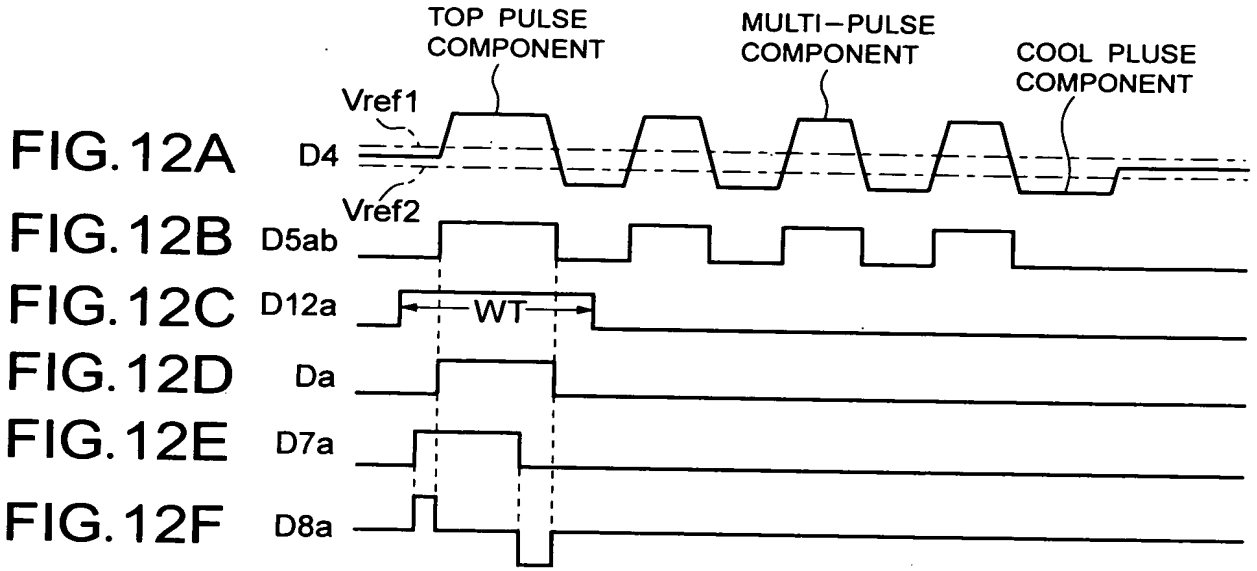 TOP PULSE
COMPONENT
MULTI-PULSE
COMPONENT
COOL PLUSE
COMPONENT
Vref1
FIG.12A D4
Vref2
FIG.12B D5ab
FIG.12C D12a WT
FIG.12D Da
FIG.12E D7a
FIG.12F D8a